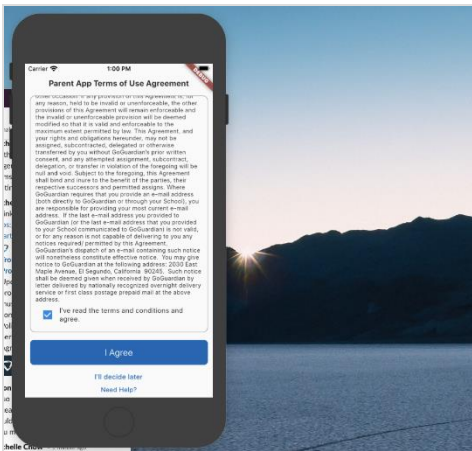 Carrier 1:00 PM
Parent App Terms of Use Agreement
other occasion. If any provision of this Agreement is, for
any reason, held to be invalid or unenforceable, the other
provisions of this Agreement will remain enforceable and
the invalid or unenforceable provision will be deemed
modified so that it is valid and enforceable to the
maximum extent permitted by law. This Agreement, and
your rights and obligations hereunder, may not be
assigned, subcontracted, delegated or otherwise
transferred by you without GoGuardian's prior written
consent, and any attempted assignment, subcontract,
delegation, or transfer in violation of the foregoing will be
null and void. Subject to the foregoing, this Agreement
shall bind and inure to the benefit of the parties, their
respective successors and permitted assigns. Where
GoGuardian requires that you provide an e-mail address
(both directly to GoGuardian or through your School), you
are responsible for providing your most current e-mail
address. If the last e-mail address you provided to
GoGuardian (or the last e-mail address that you provided
to your School communicated to GoGuardian) is not valid,
or for any reason is not capable of delivering to you any
notices required/ permitted by this Agreement,
GoGuardian's dispatch of an e-mail containing such notice
will nonetheless constitute effective notice. You may give
notice to GoGuardian at the following address: 2030 East
Maple Avenue, El Segundo, California 90245. Such notice
shall be deemed given when received by GoGuardian by
letter delivered by nationally recognized overnight delivery
service or first class postage prepaid mail at the above
address.
I've read the terms and conditions and
agree.
I Agree
I'll decide later
Need Help?